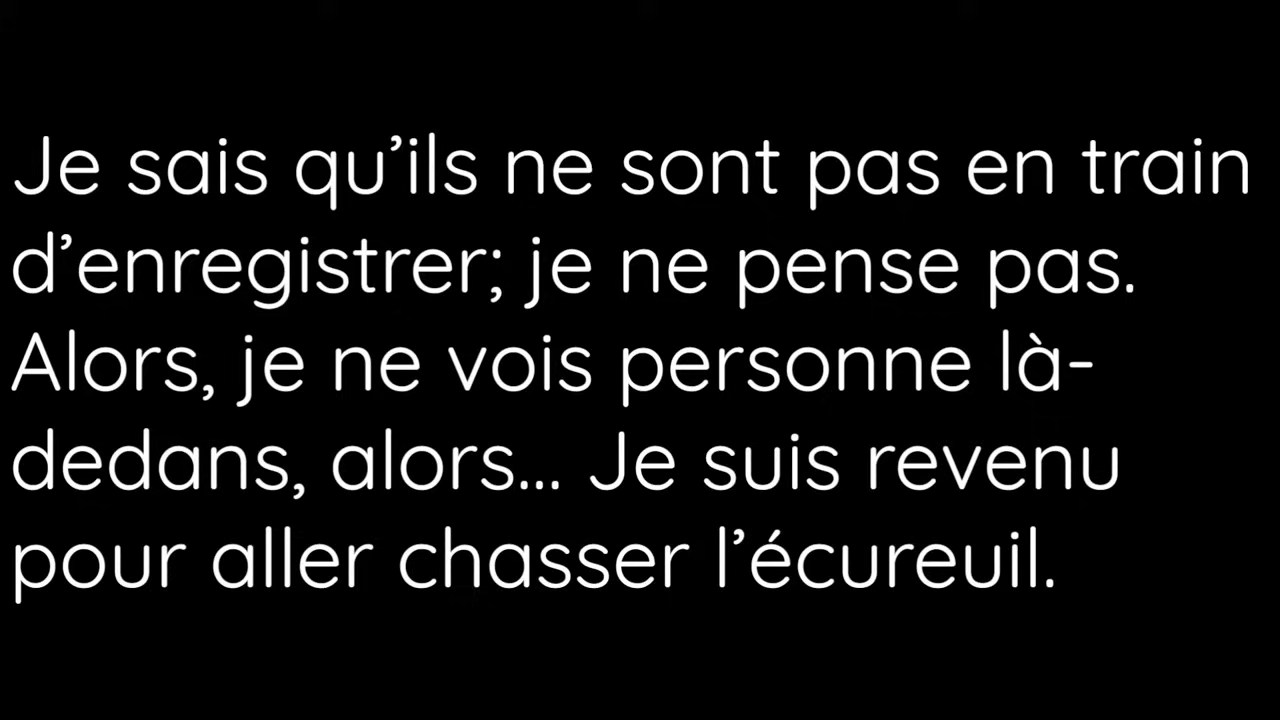 Je sais qu’ils ne sont pas en train
d’enregistrer; je ne pense pas.
Alors, je ne vois personne là-
dedans, alors... Je suis revenu
pour aller chasser l’écureuil.